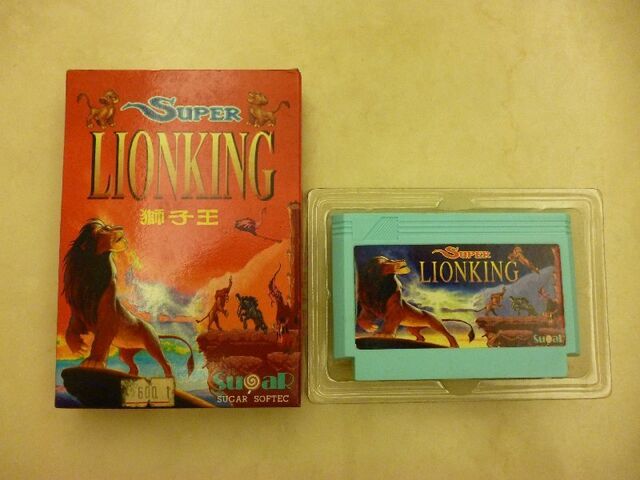 SUPER
LIONKING
獅子王
SugaR
SUGAR SOFTEC
600
SUPER
LIONKING
SugaR